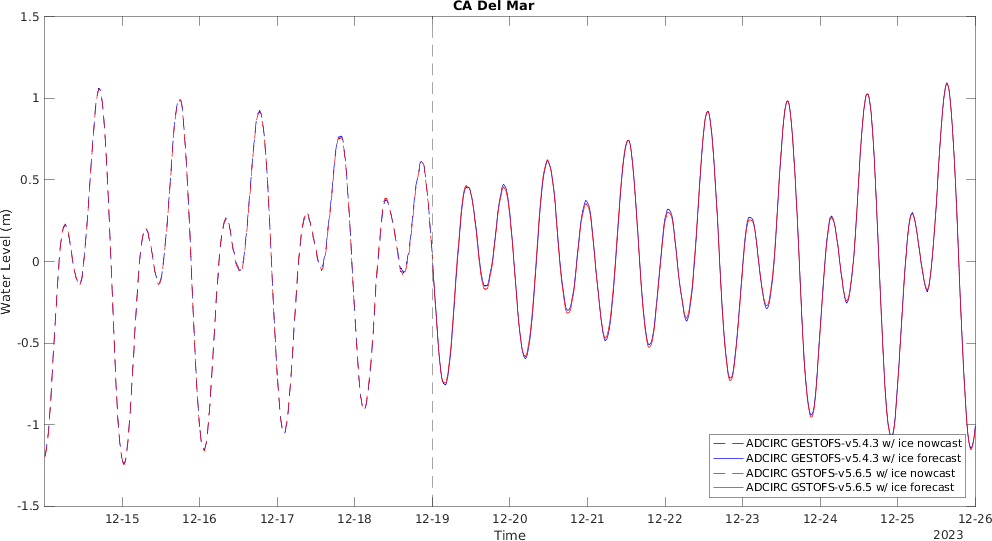 CA Del Mar
1.5
1
0.5
0
-0.5
-1
-1.5
Water Level (m)
12-15 12-16 12-17 12-18 12-19 12-20 12-21 12-22 12-23 12-24 12-25 12-26
Time
2023
ADCIRC GESTOFS-v5.4.3 w/ ice nowcast
ADCIRC GESTOFS-v5.4.3 w/ ice forecast
ADCIRC GSTOFS-v5.6.5 w/ ice nowcast
ADCIRC GSTOFS-v5.6.5 w/ ice forecast